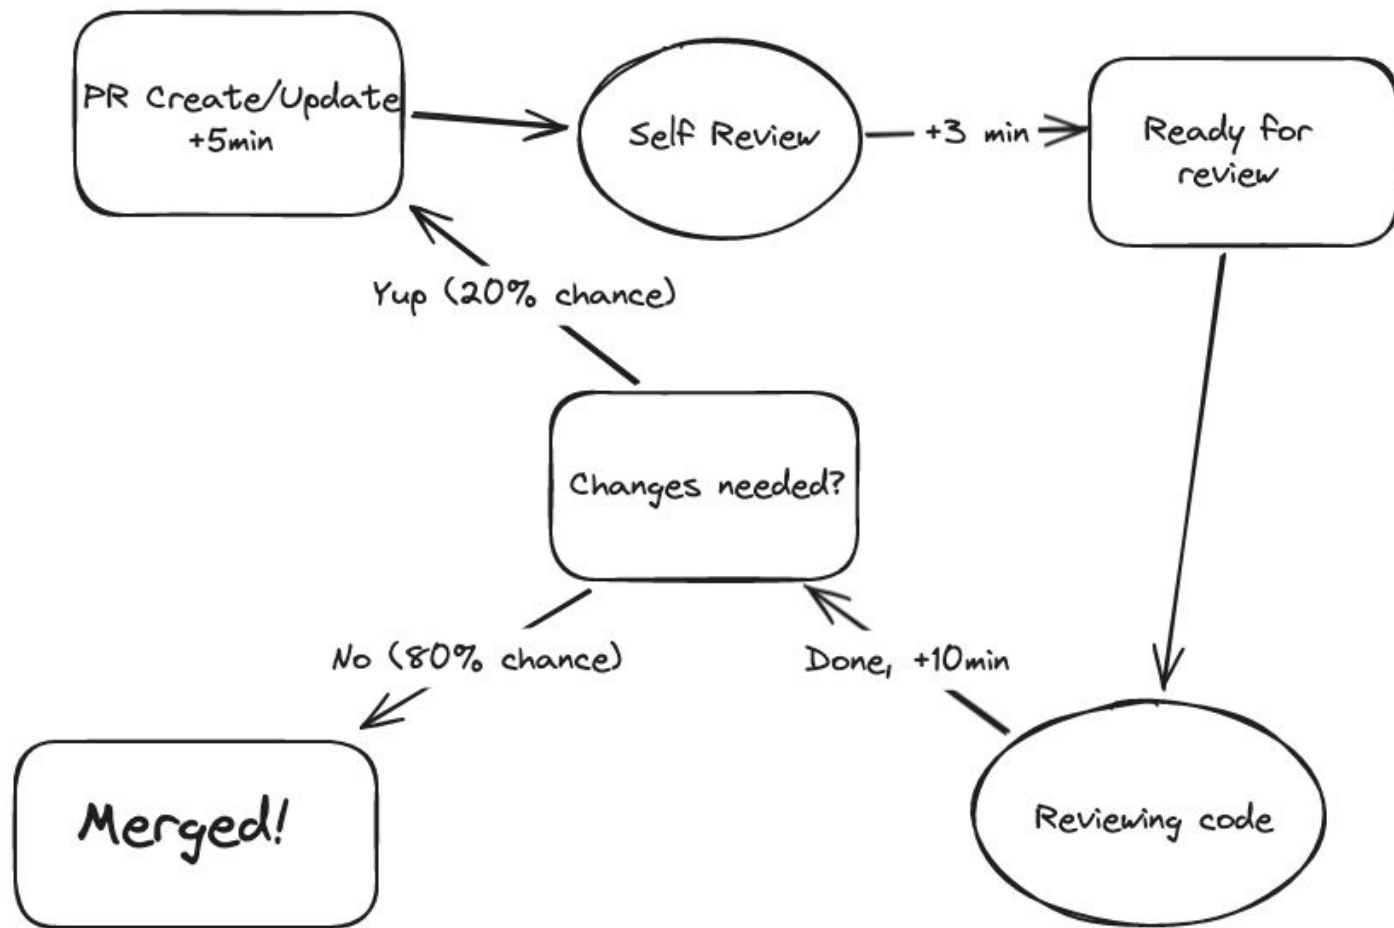 PR Create/Update
+5min
Self Review
+3 min
Ready for
review
Yup (20% chance)
Changes needed?
No (80% chance)
Done, +10min
Merged!
Reviewing code